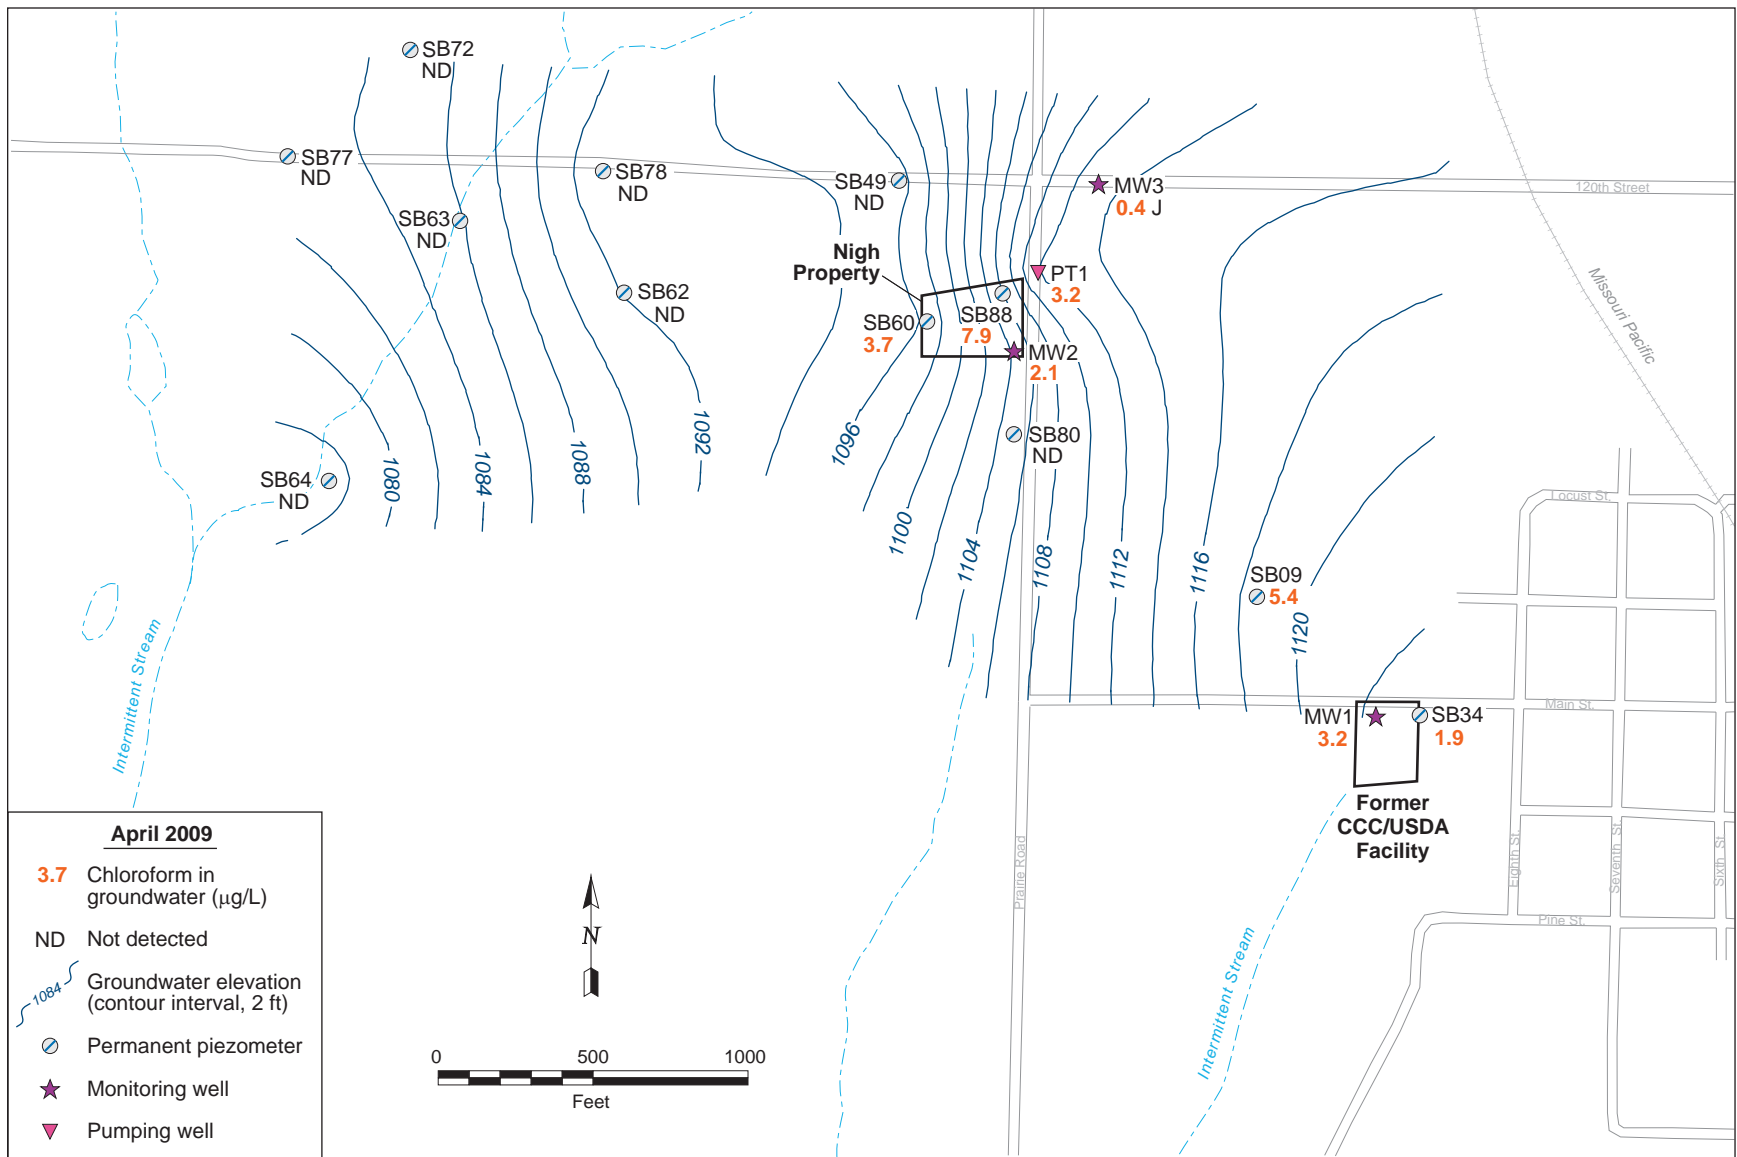 SB72
ND
SB77
ND
SB78
ND
SB49
ND
MW3
0.4 J
120th Street
SB63
ND
Nigh
Property
PT1
3.2
SB62
ND
SB60
3.7
SB88
7.9
MW2
2.1
Missouri Pacific
SB80
ND
SB64
ND
1080
1084
1088
1092
1096
1100
1104
1108
1112
1116
1120
Locust St.
SB09
5.4
Intermittent Stream
Main St.
MW1
3.2
SB34
1.9
Former
CCC/USDA
Facility
Prairie Road
Eighth St.
Seventh St.
Sixth St.
Pine St.
Intermittent Stream
April 2009
3.7 Chloroform in
groundwater (µg/L)
ND Not detected
1084 Groundwater elevation
(contour interval, 2 ft)
Permanent piezometer
Monitoring well
Pumping well
N
0 500 1000
Feet